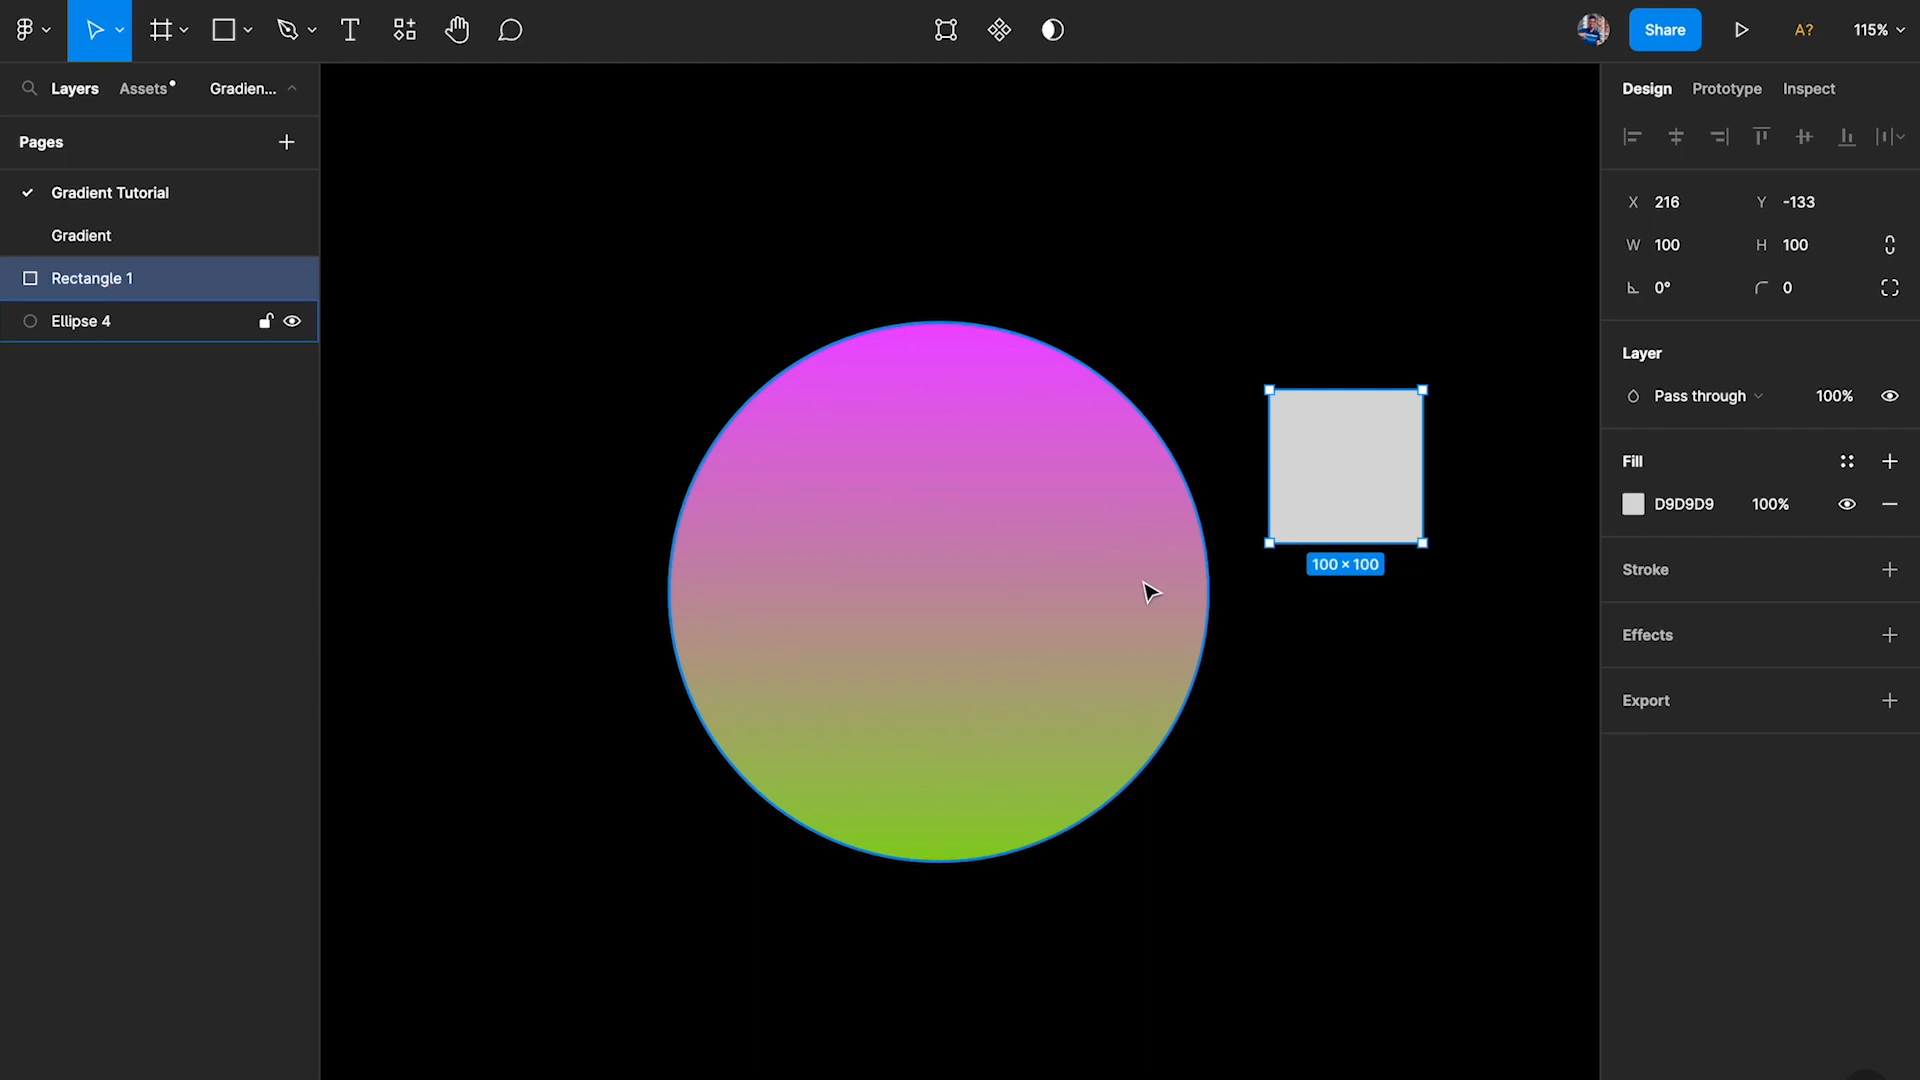 Share
A?
115%
Layers
Assets
Gradien...
Pages
Gradient Tutorial
Gradient
Rectangle 1
Ellipse 4
100 × 100
Design
Prototype
Inspect
X 216
Y -133
W 100
H 100
0°
0
Layer
Pass through
100%
Fill
D9D9D9
100%
Stroke
Effects
Export